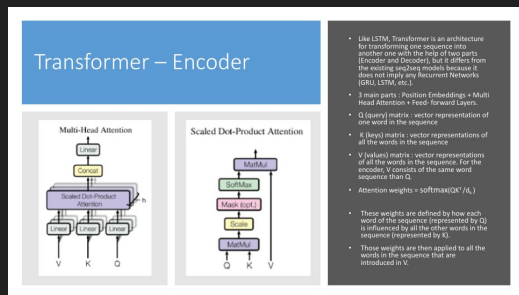 Transformer – Encoder
Multi-Head Attention
Linear
Concat
Scaled Dot-Product
Attention
h
Linear
Linear
Linear
V
K
Q
Scaled Dot-Product Attention
MatMul
SoftMax
Mask (opt.)
Scale
MatMul
Q
K
V
• Like LSTM, Transformer is an architecture
for transforming one sequence into
another one with the help of two parts
(Encoder and Decoder), but it differs from
the existing seq2seq models because it
does not imply any Recurrent Networks
(GRU, LSTM, etc.).
• 3 main parts : Position Embeddings + Multi
Head Attention + Feed- forward Layers.
• Q (query) matrix : vector representation of
one word in the sequence
• K (keys) matrix : vector representations of
all the words in the sequence
• V (values) matrix : vector representations
of all the words in the sequence. For the
encoder, V consists of the same word
sequence than Q.
• Attention weights = softmax(QKᵀ/dₖ )
• These weights are defined by how each
word of the sequence (represented by Q)
is influenced by all the other words in the
sequence (represented by K).
• Those weights are then applied to all the
words in the sequence that are
introduced in V.